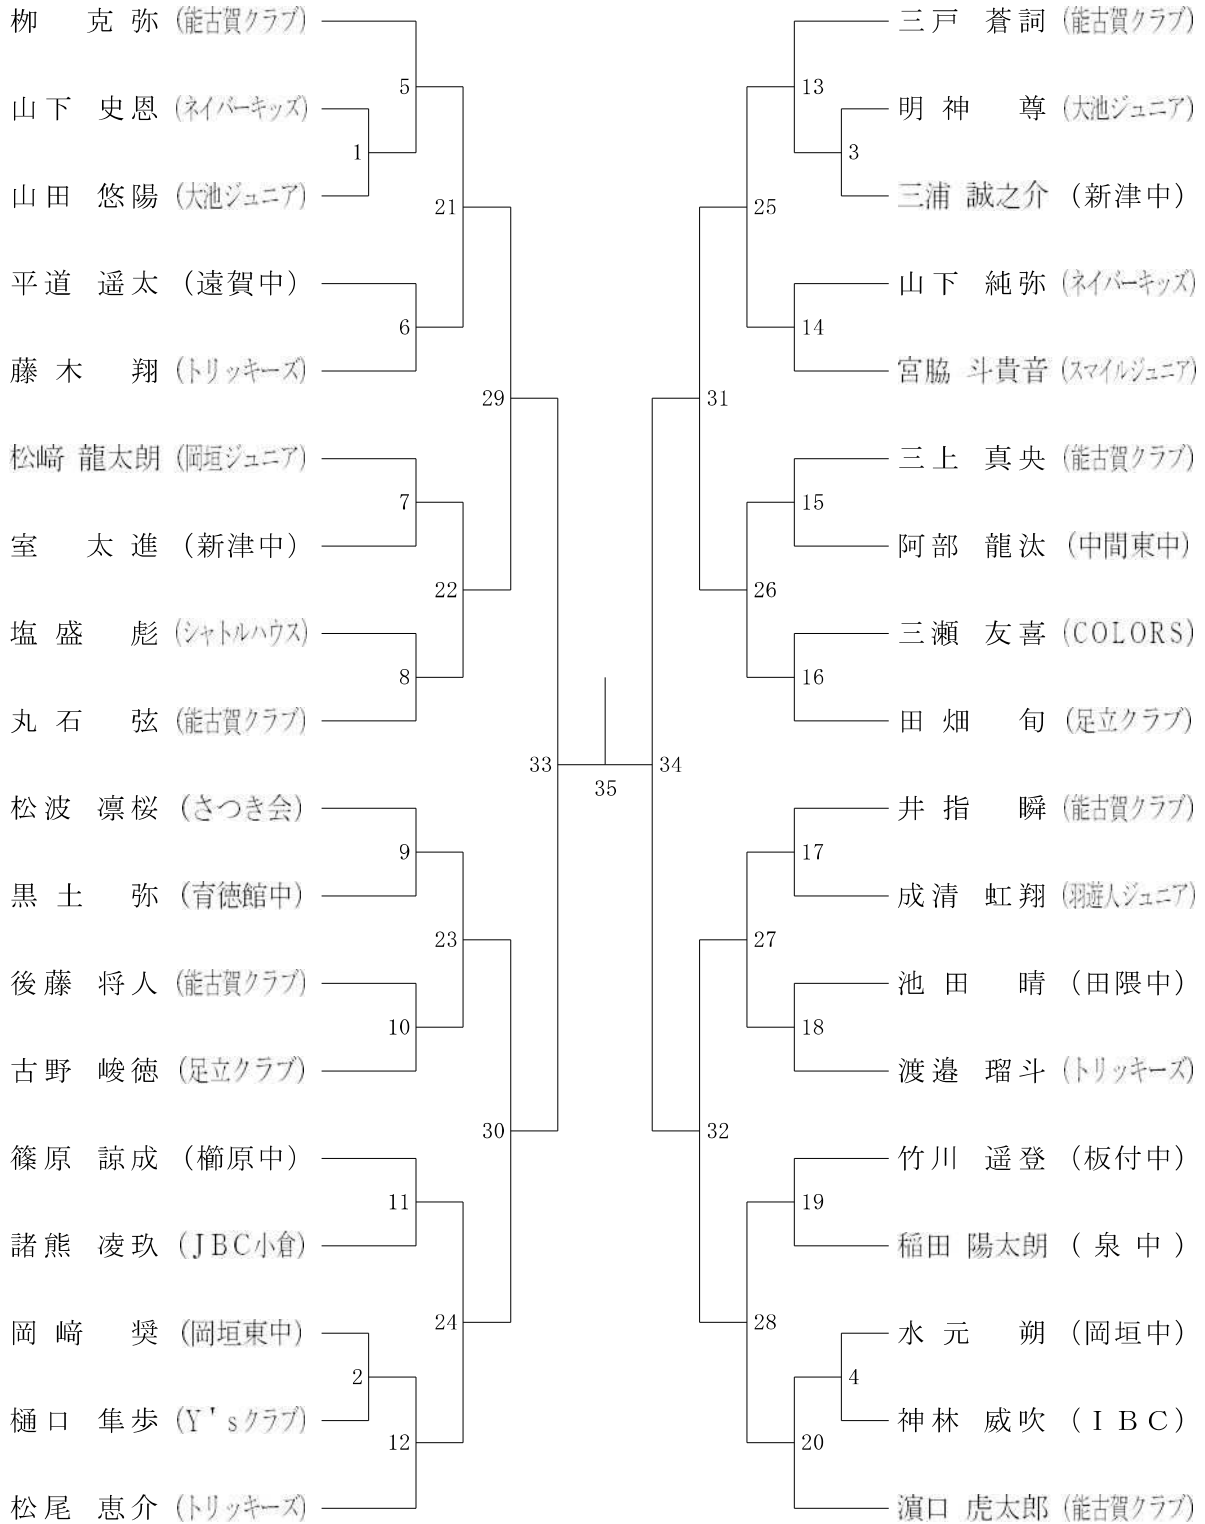 栁 克弥 (能古賀クラブ)
山下 史恩 (ネイバーキッズ)
山田 悠陽 (大池ジュニア)
平道 遥太 (遠賀中)
藤木 翔 (トリッキーズ)
松﨑 龍太朗 (岡垣ジュニア)
室 太進 (新津中)
塩盛 彪 (シャトルハウス)
丸石 弦 (能古賀クラブ)
松波 凛桜 (さつき会)
黒土 弥 (育徳館中)
後藤 将人 (能古賀クラブ)
古野 峻徳 (足立クラブ)
篠原 諒成 (櫛原中)
諸熊 凌玖 (JBC小倉)
岡﨑 奨 (岡垣東中)
樋口 隼歩 (Y'sクラブ)
松尾 恵介 (トリッキーズ)
5
1
21
6
29
7
22
8
33
9
23
10
30
11
24
2
12
35
三戸 蒼詞 (能古賀クラブ)
明神 尊 (大池ジュニア)
三浦 誠之介 (新津中)
山下 純弥 (ネイバーキッズ)
宮脇 斗貴音 (スマイルジュニア)
三上 真央 (能古賀クラブ)
阿部 龍汰 (中間東中)
三瀬 友喜 (COLORS)
田畑 旬 (足立クラブ)
井指 瞬 (能古賀クラブ)
成清 虹翔 (羽遊人ジュニア)
池田 晴 (田隈中)
渡邉 瑠斗 (トリッキーズ)
竹川 遥登 (板付中)
稲田 陽太朗 (泉中)
水元 朔 (岡垣中)
神林 威吹 (IBC)
濵口 虎太郎 (能古賀クラブ)
13
3
25
14
31
15
26
16
34
17
27
18
32
19
28
4
20